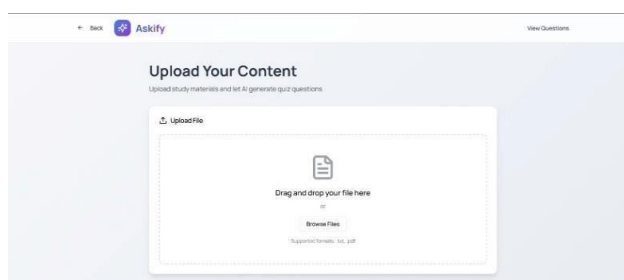 ← Back Askify View Questions
Upload Your Content
Upload study materials and let AI generate quiz questions
Upload File
Drag and drop your file here
or
Browse Files
Supported formats: .txt, .pdf